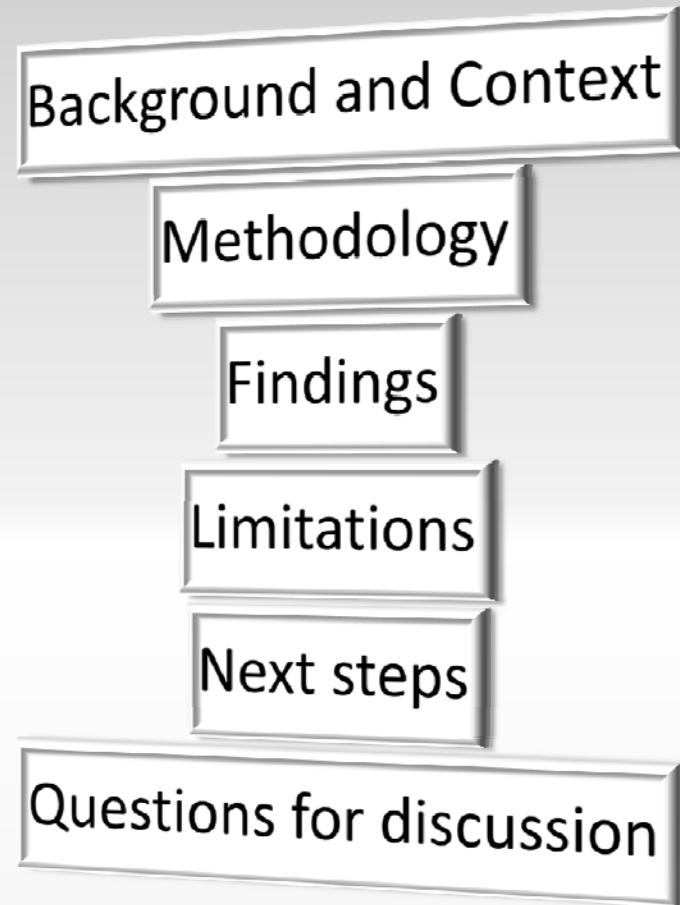 Background and Context
Methodology
Findings
Limitations
Next steps
Questions for discussion